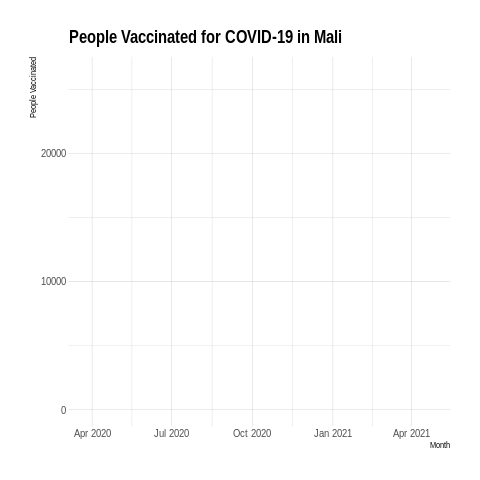 People Vaccinated for COVID-19 in Mali
People Vaccinated
20000
10000
0
Apr 2020 Jul 2020 Oct 2020 Jan 2021 Apr 2021
Month